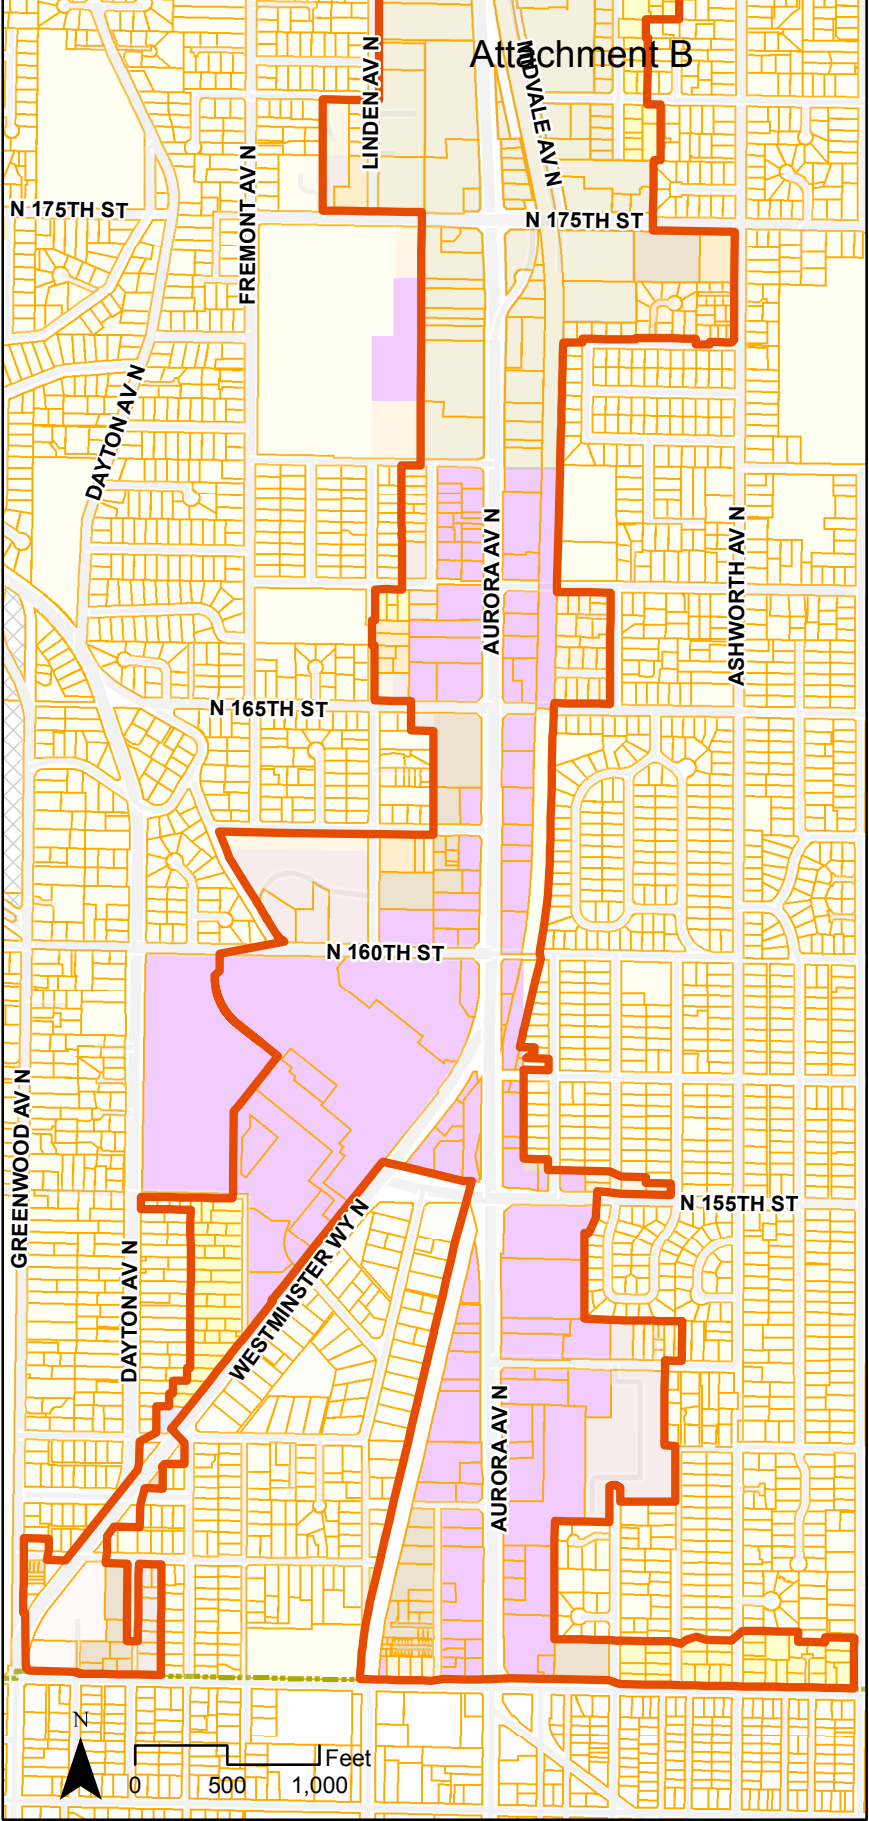 Attachment B
LINDEN AV N
MIDVALE AV N
FREMONT AV N
N 175TH ST
N 175TH ST
DAYTON AV N
AURORA AV N
ASHWORTH AV N
N 165TH ST
N 160TH ST
GREENWOOD AV N
N 155TH ST
WESTMINSTER WY N
DAYTON AV N
AURORA AV N
N
Feet
0 500 1,000